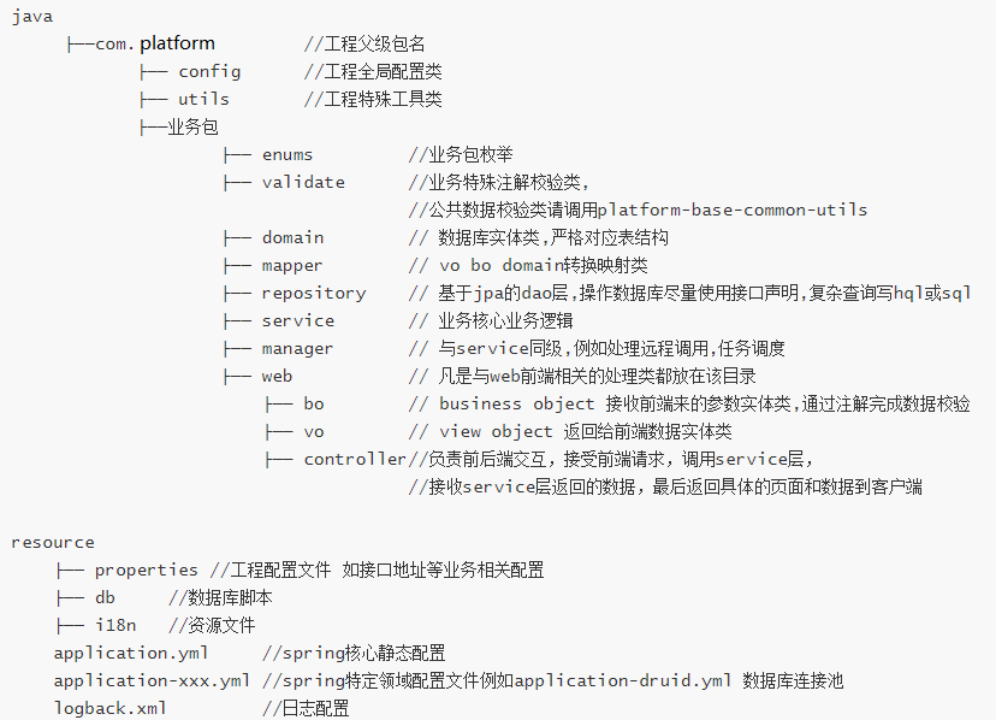 java
├──com. platform //工程父级包名
├── config //工程全局配置类
├── utils //工程特殊工具类
├──业务包
├── enums //业务包枚举
├── validate //业务特殊注解校验类,
//公共数据校验类请调用platform-base-common-utils
├── domain // 数据库实体类,严格对应表结构
├── mapper // vo bo domain转换映射类
├── repository // 基于jpa的dao层,操作数据库尽量使用接口声明,复杂查询写hql或sql
├── service // 业务核心业务逻辑
├── manager // 与service同级,例如处理远程调用,任务调度
├── web // 凡是与web前端相关的处理类都放在该目录
├── bo // business object 接收前端来的参数实体类,通过注解完成数据校验
├── vo // view object 返回给前端数据实体类
├── controller//负责前后端交互，接受前端请求，调用service层，
//接收service层返回的数据，最后返回具体的页面和数据到客户端
resource
├── properties //工程配置文件 如接口地址等业务相关配置
├── db //数据库脚本
├── i18n //资源文件
application.yml //spring核心静态配置
application-xxx.yml //spring特定领域配置文件例如application-druid.yml 数据库连接池
logback.xml //日志配置